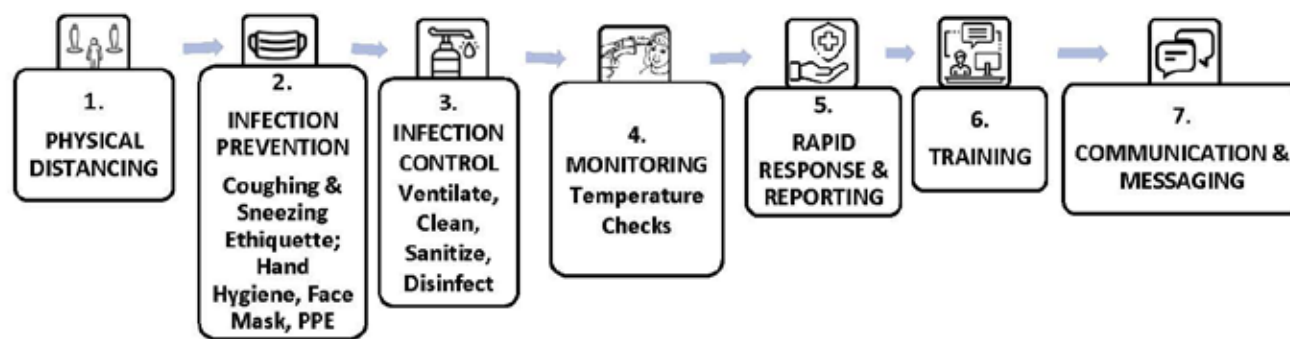 1.
PHYSICAL
DISTANCING
2.
INFECTION
PREVENTION
Coughing &
Sneezing
Ethiquette;
Hand
Hygiene, Face
Mask, PPE
3.
INFECTION
CONTROL
Ventilate,
Clean,
Sanitize,
Disinfect
4.
MONITORING
Temperature
Checks
5.
RAPID
RESPONSE &
REPORTING
6.
TRAINING
7.
COMMUNICATION &
MESSAGING